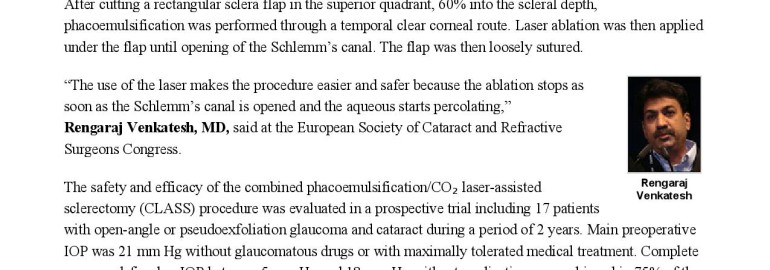 After cutting a rectangular sclera flap in the superior quadrant, 60% into the scleral depth,
phacoemulsification was performed through a temporal clear corneal route. Laser ablation was then applied
under the flap until opening of the Schlemm’s canal. The flap was then loosely sutured.
“The use of the laser makes the procedure easier and safer because the ablation stops as
soon as the Schlemm’s canal is opened and the aqueous starts percolating,”
Rengaraj Venkatesh, MD, said at the European Society of Cataract and Refractive
Surgeons Congress.
Rengaraj
Venkatesh
The safety and efficacy of the combined phacoemulsification/CO₂ laser-assisted
sclerectomy (CLASS) procedure was evaluated in a prospective trial including 17 patients
with open-angle or pseudoexfoliation glaucoma and cataract during a period of 2 years. Main preoperative
IOP was 21 mm Hg without glaucomatous drugs or with maximally tolerated medical treatment. Complete